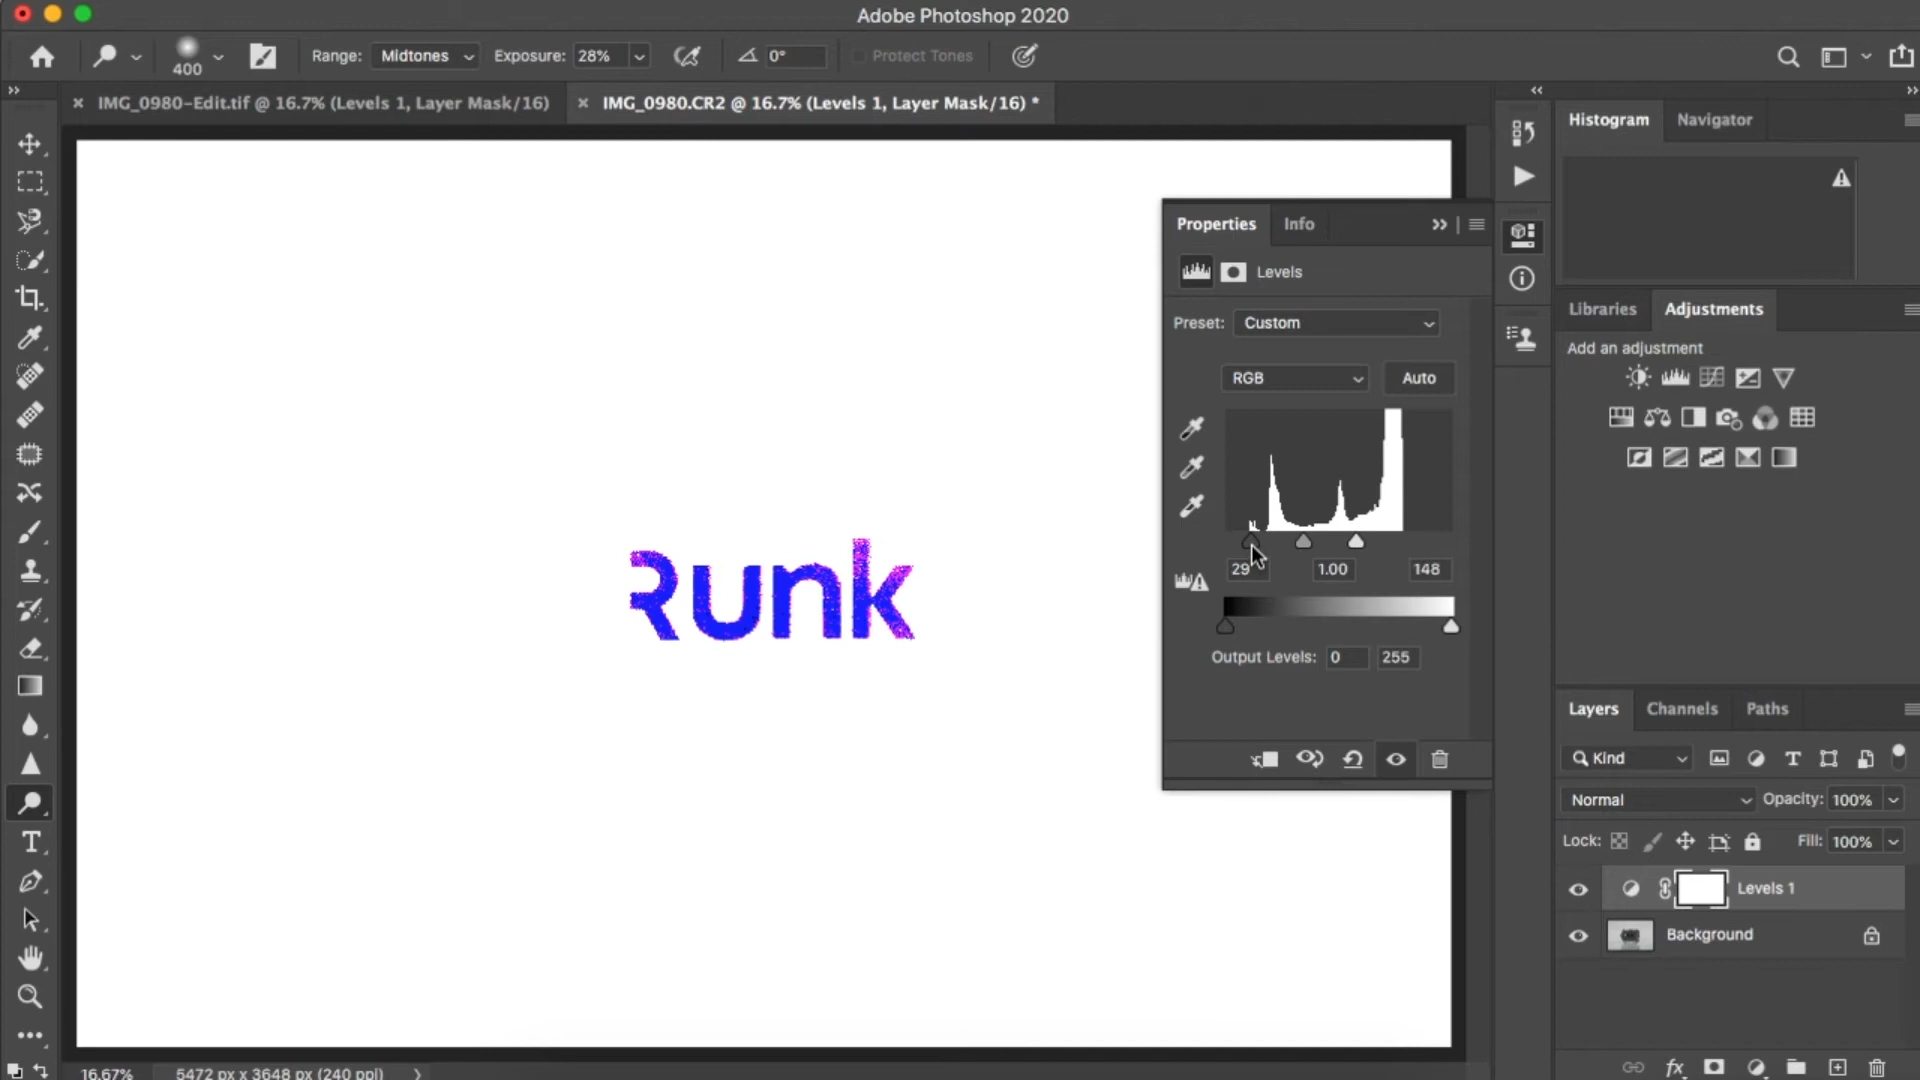 Adobe Photoshop 2020
400
Range: Midtones Exposure: 28% 0° Protect Tones
IMG_0980-Edit.tif @ 16.7% (Levels 1, Layer Mask/16)
IMG_0980.CR2 @ 16.7% (Levels 1, Layer Mask/16) *
Histogram Navigator
Properties Info
Levels
Preset: Custom
RGB Auto
29 1.00 148
Output Levels: 0 255
Runk
Libraries Adjustments
Add an adjustment
Layers Channels Paths
Kind
Normal Opacity: 100%
Lock: Fill: 100%
Levels 1
Background
16.67% 5472 px x 3648 px (240 ppi)